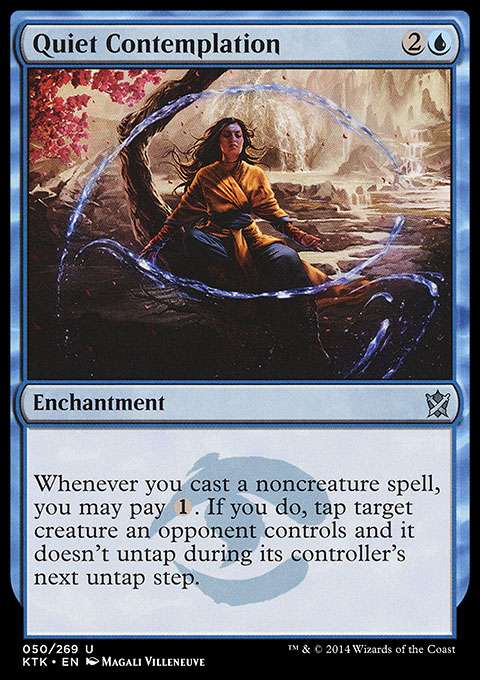 Quiet Contemplation 2
Enchantment
Whenever you cast a noncreature spell,
you may pay 1. If you do, tap target
creature an opponent controls and it
doesn't untap during its controller's
next untap step.
050/269 U
KTK • EN Magali Villeneuve
™ & © 2014 Wizards of the Coast